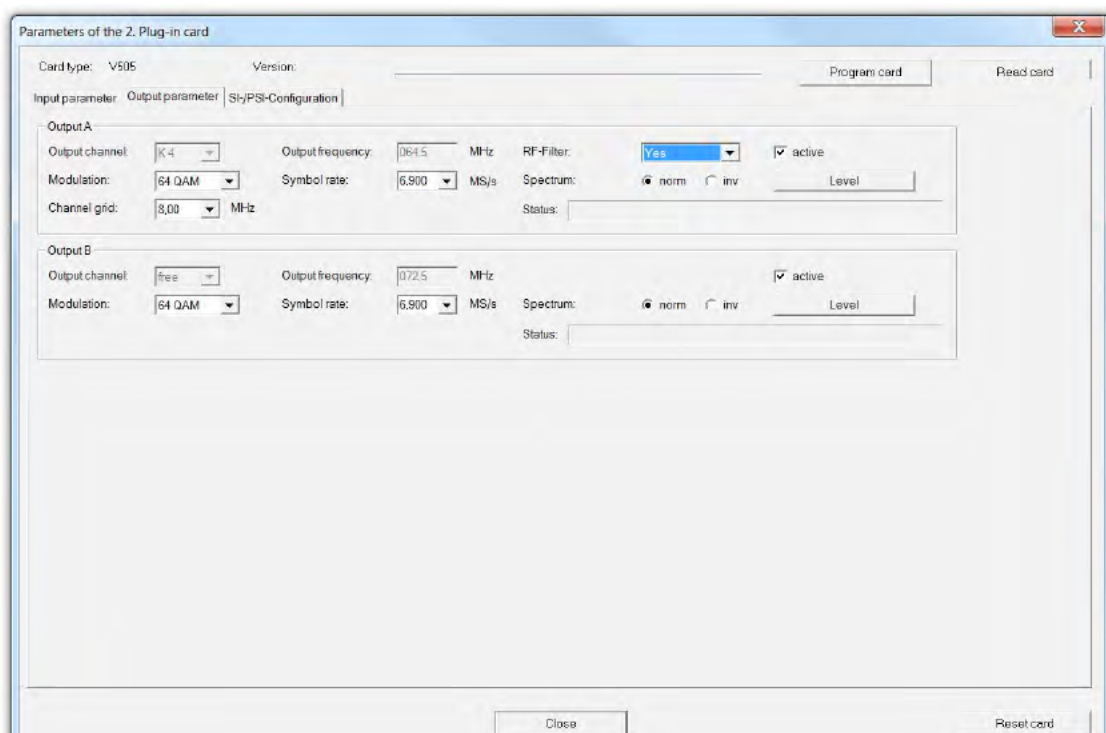 Parameters of the 2. Plug-in card
X
Card type: V505 Version: Program card Read card
Input parameter Output parameter SI-/PSI-Configuration
Output A
Output channel: K 4 Output frequency: 064.5 MHz RF-Filter: Yes active
Modulation: 64 QAM Symbol rate: 6.900 MS/s Spectrum: norm inv Level
Channel grid: 8,00 MHz Status:
Output B
Output channel: free Output frequency: 072.5 MHz active
Modulation: 64 QAM Symbol rate: 6.900 MS/s Spectrum: norm inv Level
Status:
Close Reset card